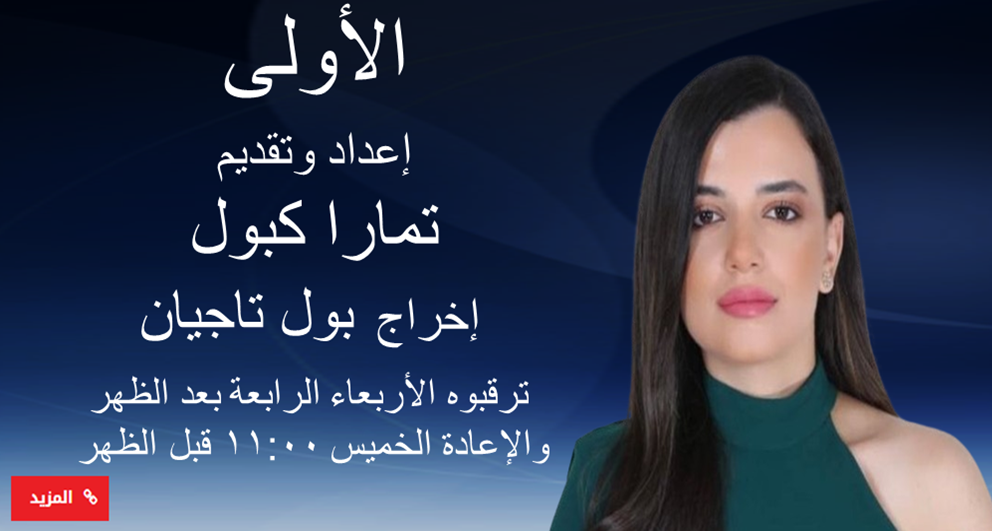 الأولى
إعداد وتقديم
تمارا كبول
إخراج بول تاجيان
ترقبوه الأربعاء الرابعة بعد الظهر
والإعادة الخميس ١١:٠٠ قبل الظهر
المزيد